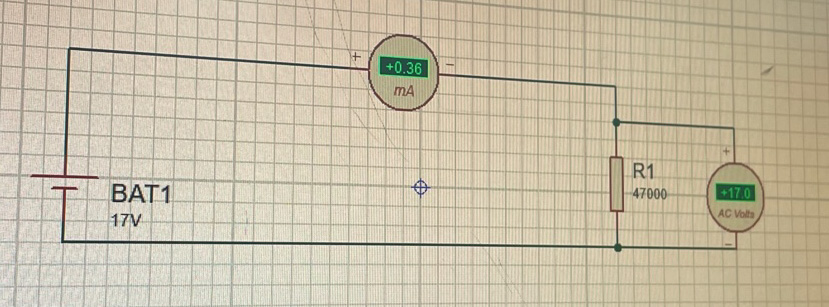 +
+0.36
−
mA
BAT1
17V
R1
47000
+
+17.0
AC Volts
−